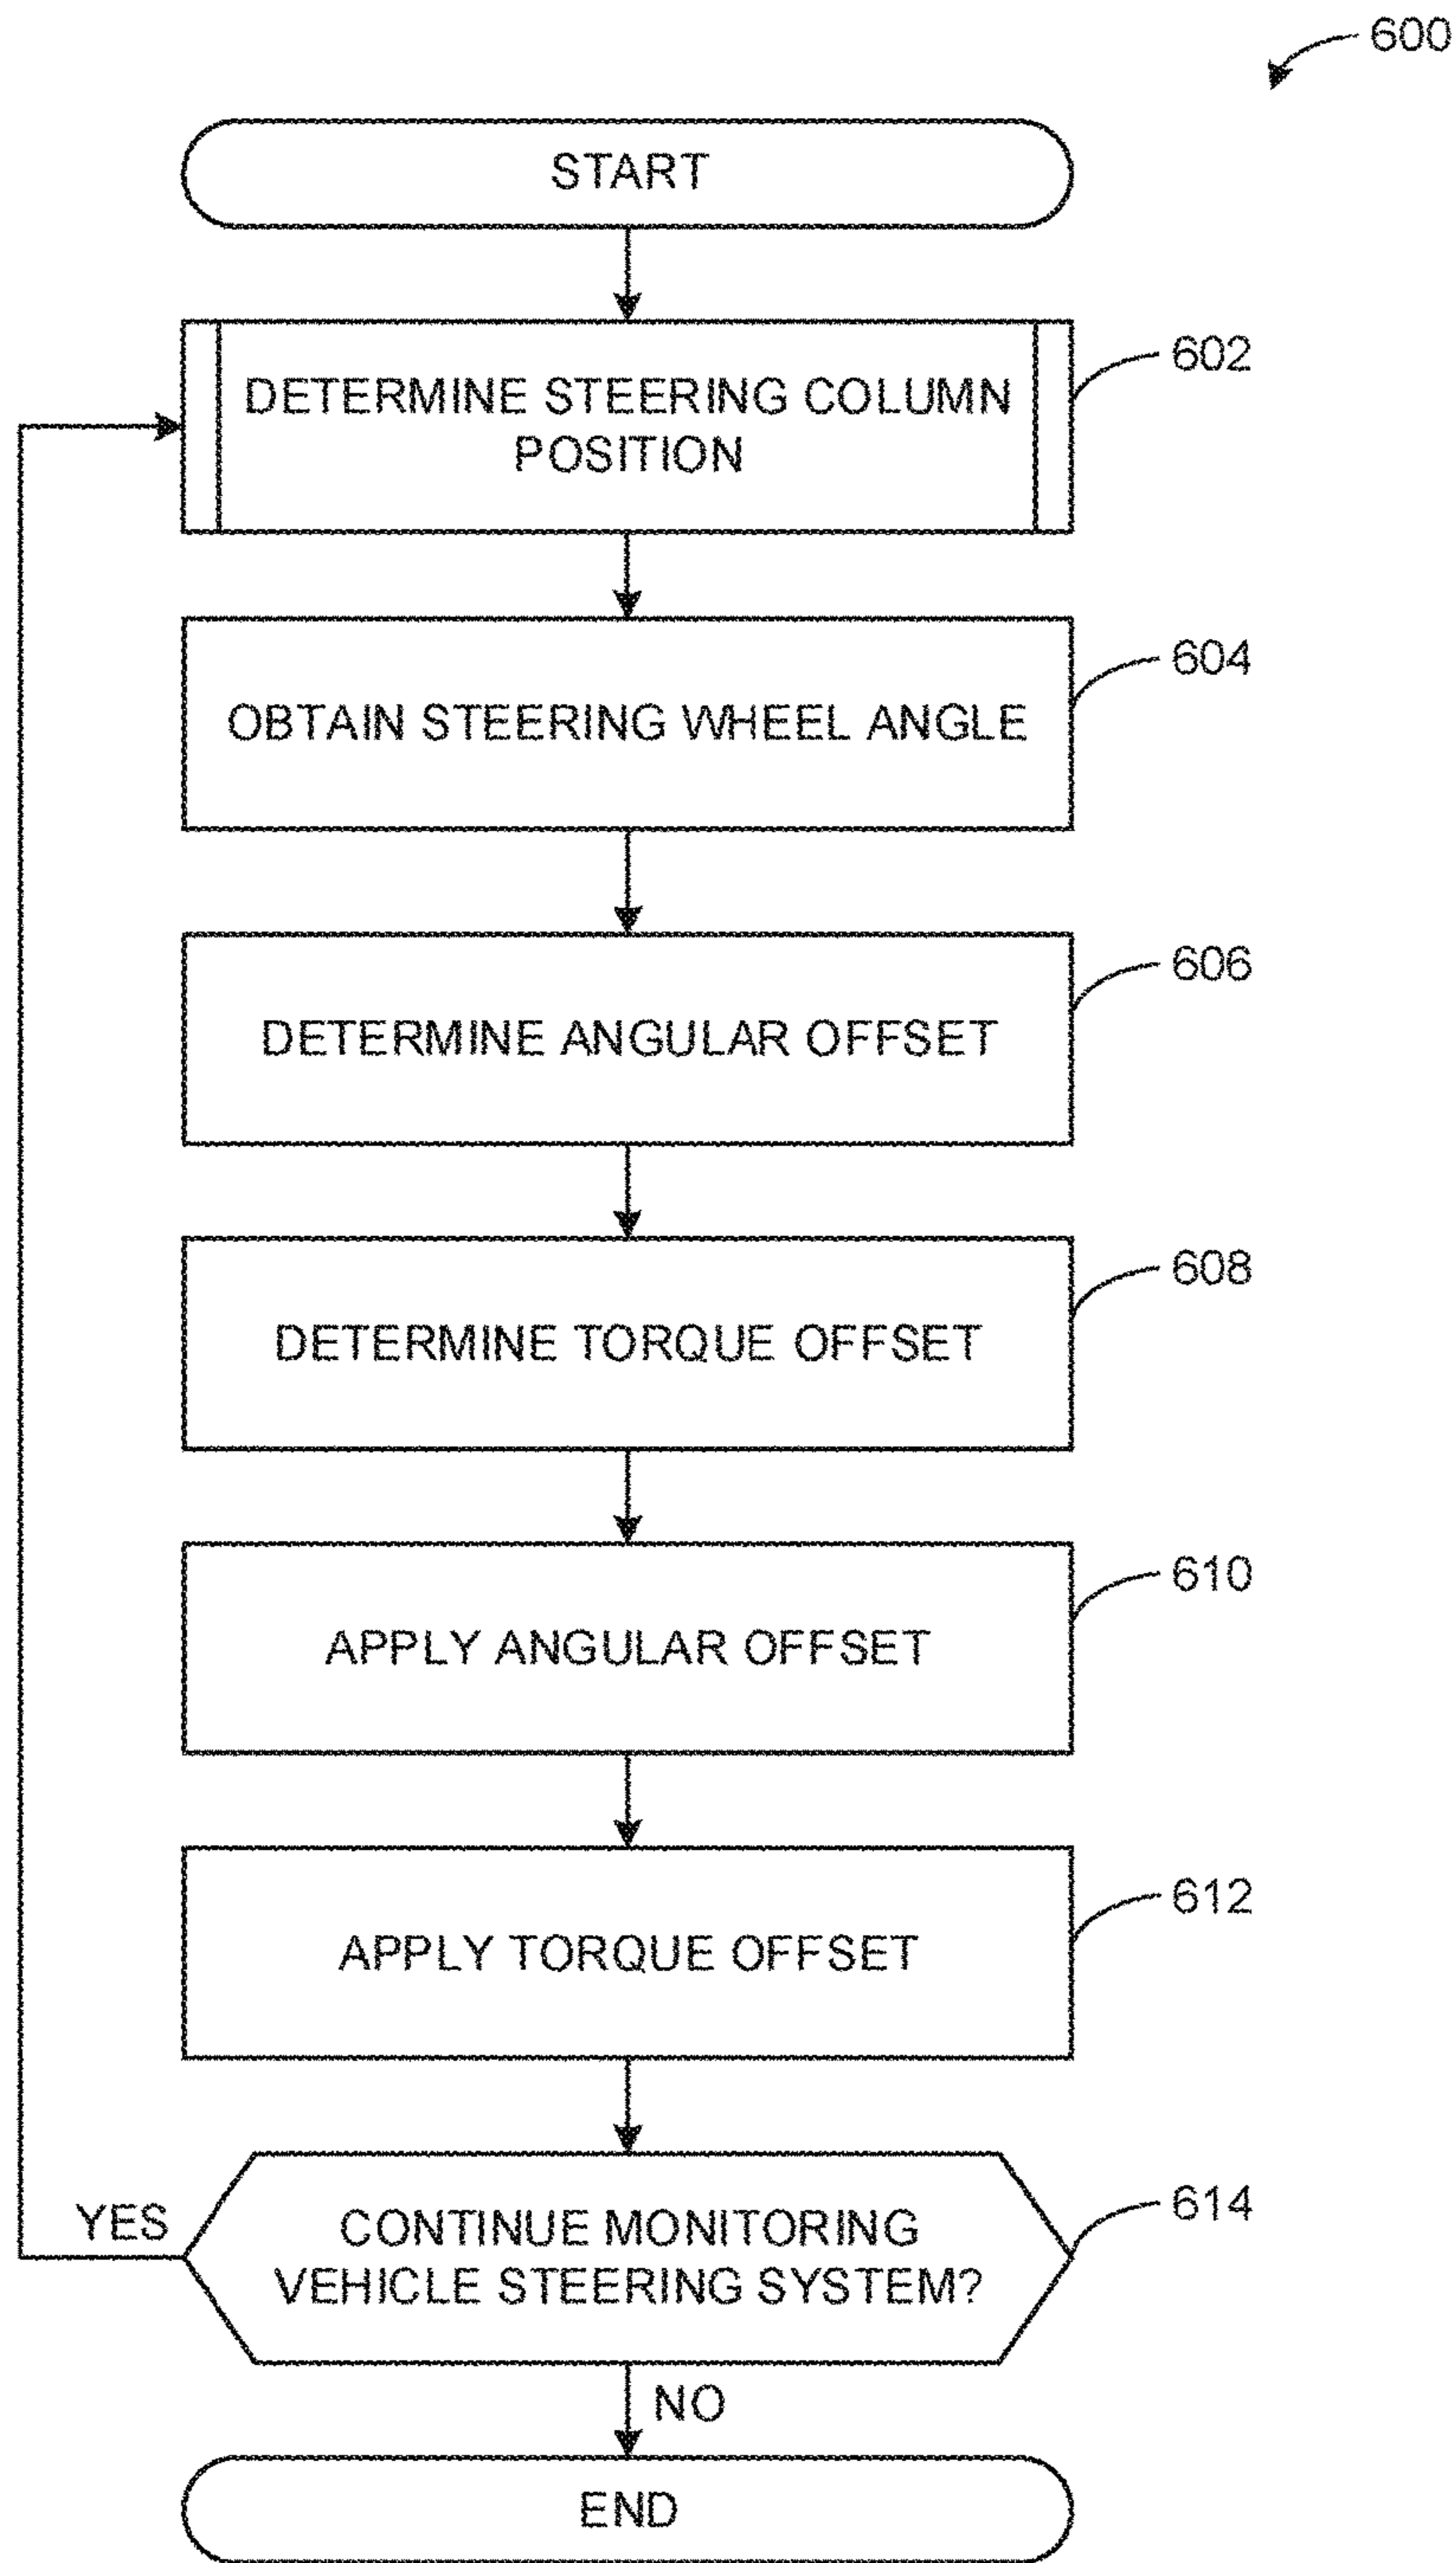 600
START
DETERMINE STEERING COLUMN
POSITION
602
OBTAIN STEERING WHEEL ANGLE
604
DETERMINE ANGULAR OFFSET
606
DETERMINE TORQUE OFFSET
608
APPLY ANGULAR OFFSET
610
APPLY TORQUE OFFSET
612
CONTINUE MONITORING
VEHICLE STEERING SYSTEM?
614
YES
NO
END